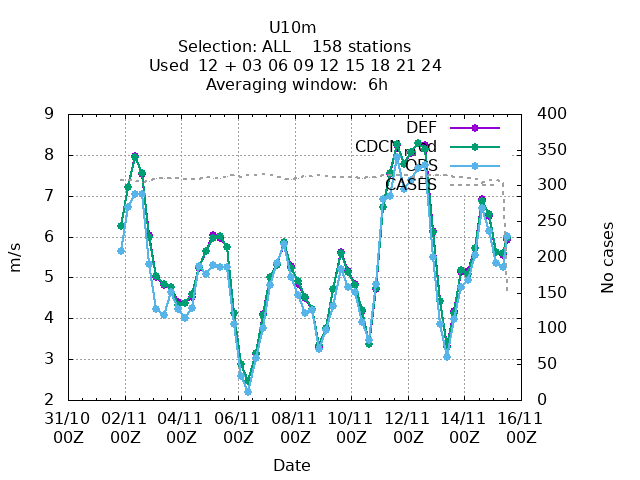 U10m
Selection: ALL    158 stations
Used  12 + 03 06 09 12 15 18 21 24
Averaging window:  6h
9 400
DEF
CDCN
8 350
OBS
CASES
7 300
6 250
m/s
No cases
5 200
4 150
3 100
50
2 0
31/10 02/11 04/11 06/11 08/11 10/11 12/11 14/11 16/11
00Z 00Z 00Z 00Z 00Z 00Z 00Z 00Z 00Z
Date